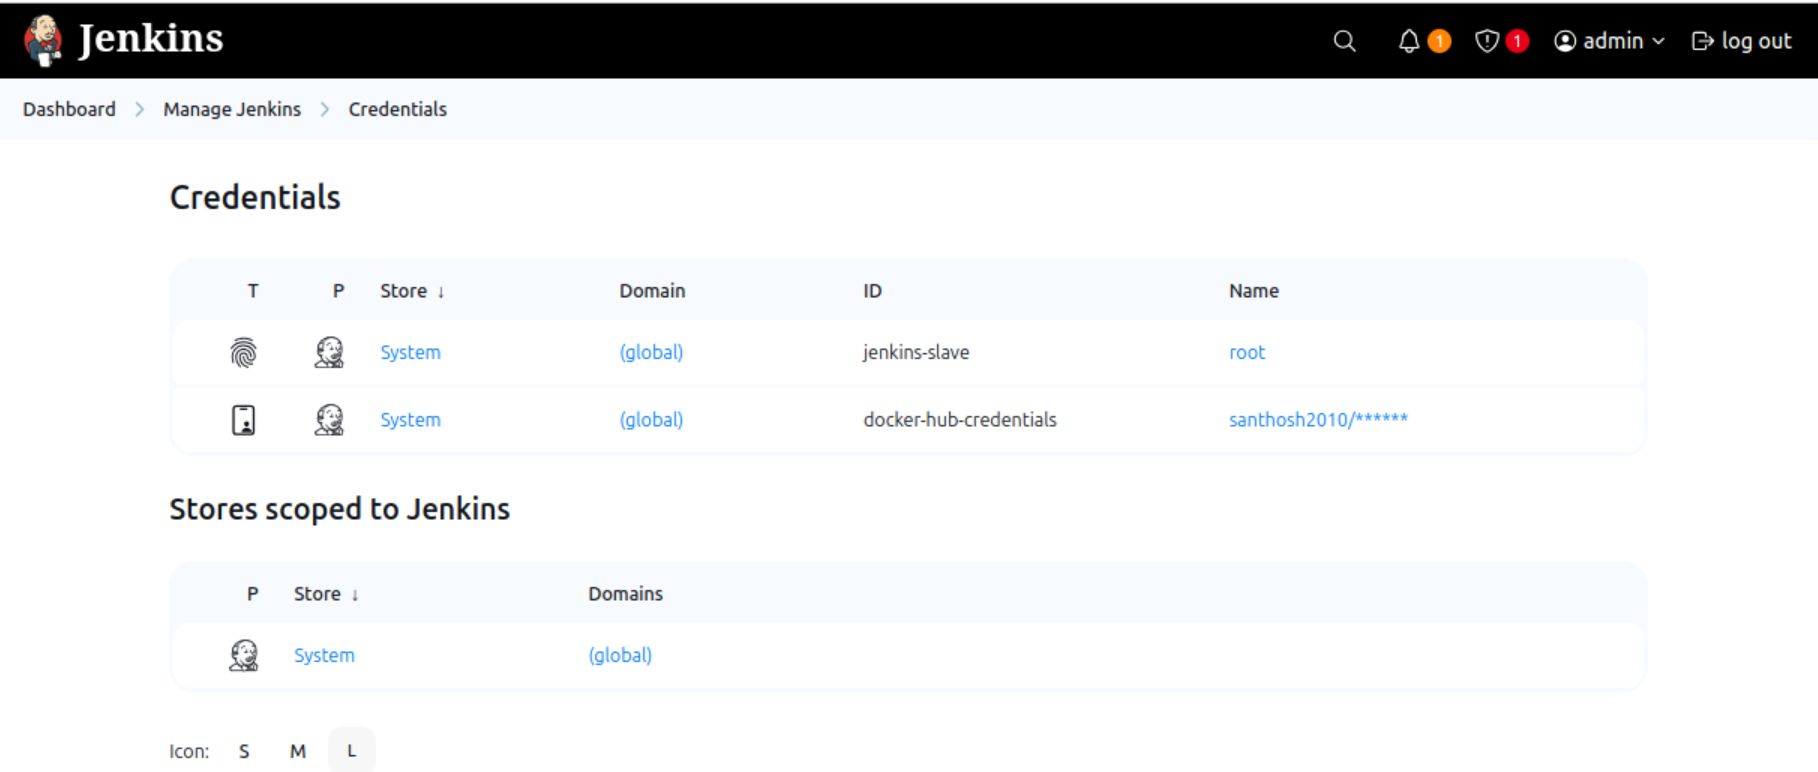 Jenkins 1 1 admin log out
Dashboard Manage Jenkins Credentials
Credentials
T P Store ↓ Domain ID Name
System (global) jenkins-slave root
System (global) docker-hub-credentials santhosh2010/******
Stores scoped to Jenkins
P Store ↓ Domains
System (global)
Icon: S M L